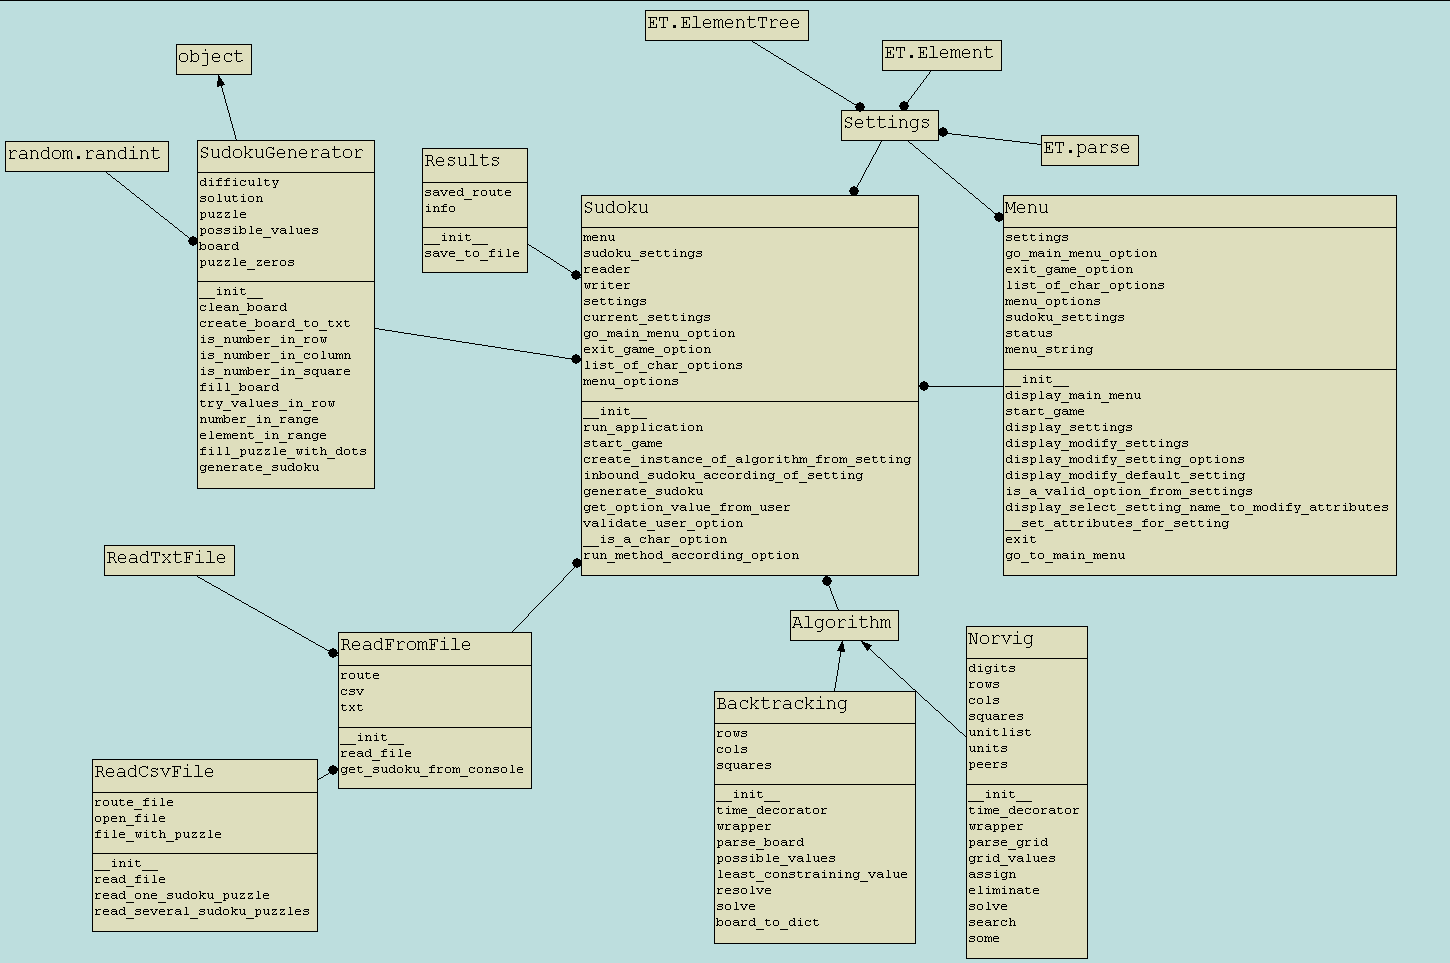 ET.ElementTree
ET.Element
object
Settings
random.randint
ET.parse
SudokuGenerator
difficulty
solution
puzzle
possible_values
board
puzzle_zeros
__init__
clean_board
create_board_to_txt
is_number_in_row
is_number_in_column
is_number_in_square
fill_board
try_values_in_row
number_in_range
element_in_range
fill_puzzle_with_dots
generate_sudoku
Results
saved_route
info
__init__
save_to_file
Sudoku
menu
sudoku_settings
reader
writer
settings
current_settings
go_main_menu_option
exit_game_option
list_of_char_options
menu_options
__init__
run_application
start_game
create_instance_of_algorithm_from_setting
inbound_sudoku_according_of_setting
generate_sudoku
get_option_value_from_user
validate_user_option
__is_a_char_option
run_method_according_option
Menu
settings
go_main_menu_option
exit_game_option
list_of_char_options
menu_options
sudoku_settings
status
menu_string
__init__
display_main_menu
start_game
display_settings
display_modify_settings
display_modify_setting_options
display_modify_default_setting
is_a_valid_option_from_settings
display_select_setting_name_to_modify_attributes
__set_attributes_for_setting
exit
go_to_main_menu
ReadTxtFile
ReadFromFile
route
csv
txt
__init__
read_file
get_sudoku_from_console
ReadCsvFile
route_file
open_file
file_with_puzzle
__init__
read_file
read_one_sudoku_puzzle
read_several_sudoku_puzzles
Algorithm
Backtracking
rows
cols
squares
__init__
time_decorator
wrapper
parse_board
possible_values
least_constraining_value
resolve
solve
board_to_dict
Norvig
digits
rows
cols
squares
unitlist
units
peers
__init__
time_decorator
wrapper
parse_grid
grid_values
assign
eliminate
solve
search
some